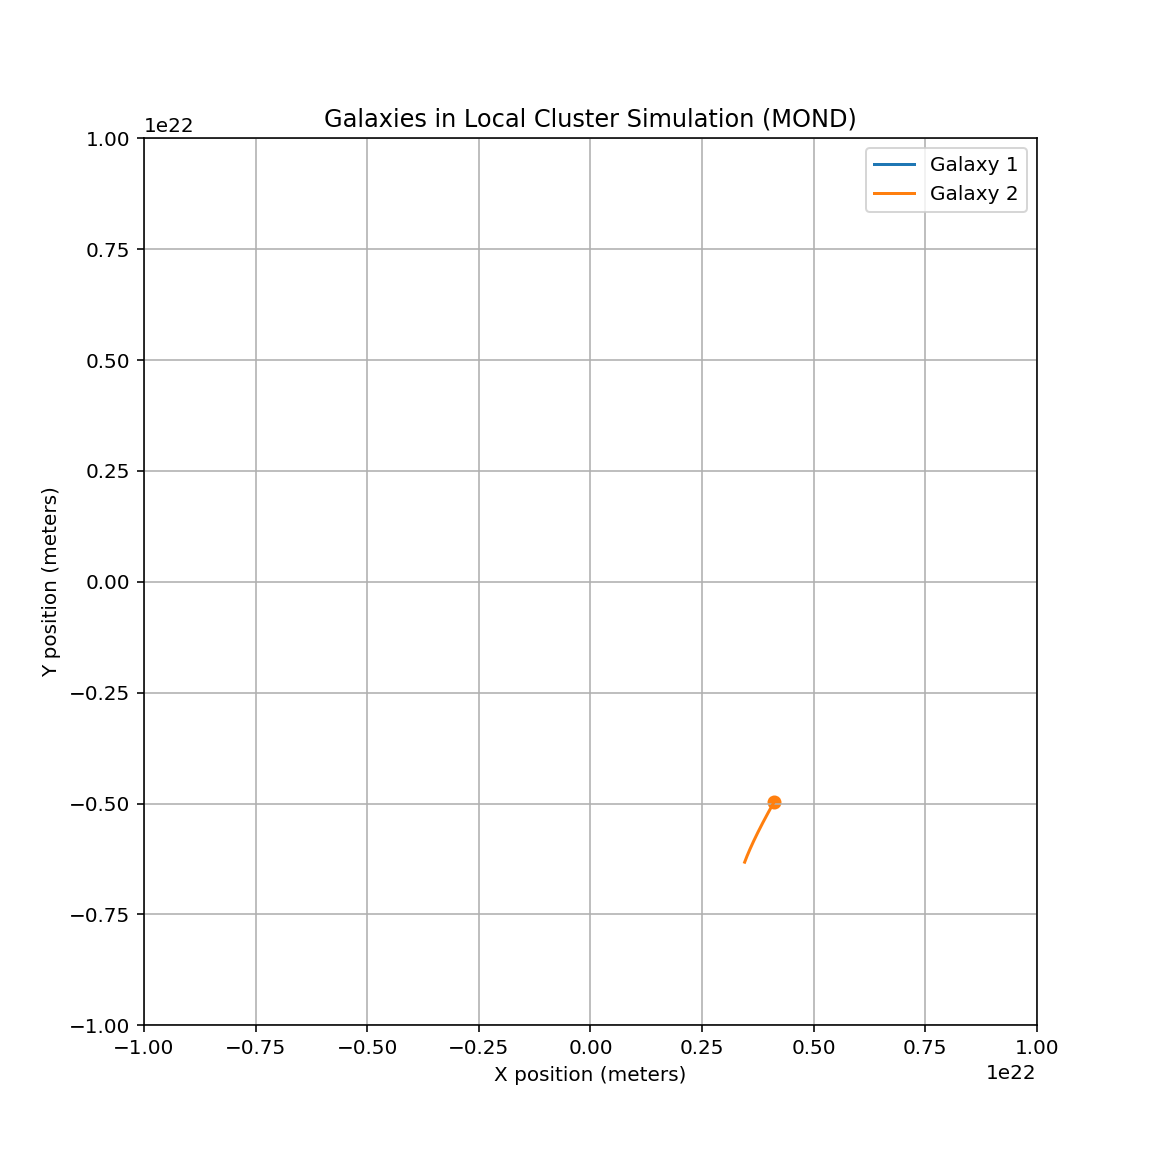 Galaxies in Local Cluster Simulation (MOND)
1e22
Galaxy 1
Galaxy 2
1.00
0.75
0.50
0.25
0.00
−0.25
−0.50
−0.75
−1.00
Y position (meters)
−1.00 −0.75 −0.50 −0.25 0.00 0.25 0.50 0.75 1.00
X position (meters)
1e22